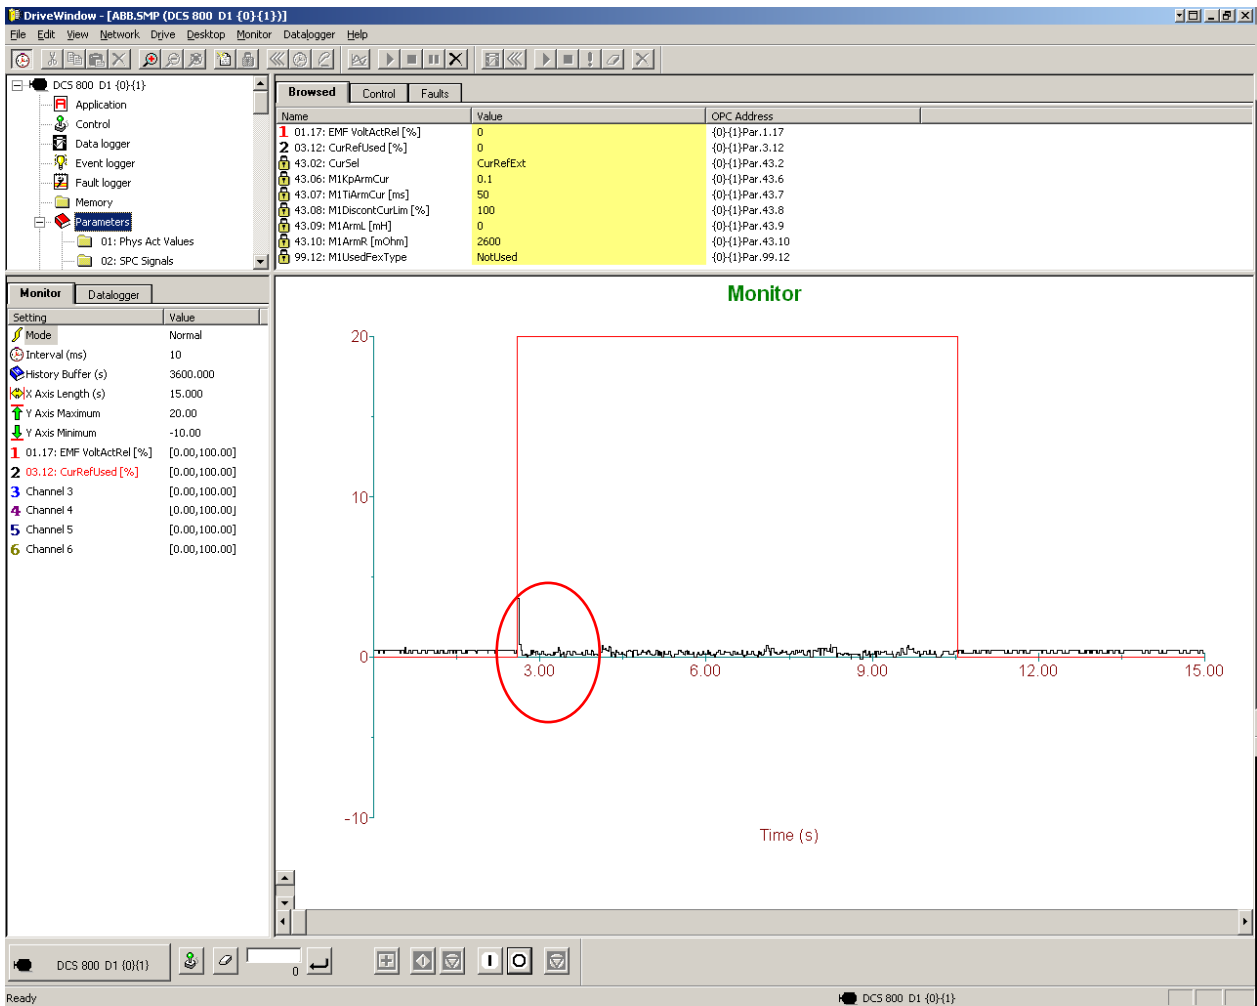 DriveWindow - [ABB.SMP (DCS 800 D1 {0}{1})]
File Edit View Network Drive Desktop Monitor Datalogger Help
DCS 800 D1 {0}{1}
Application
Control
Data logger
Event logger
Fault logger
Memory
Parameters
01: Phys Act Values
02: SPC Signals
Browsed Control Faults
Name Value OPC Address
1 01.17: EMF VoltActRel [%] 0 {0}{1}Par.1.17
2 03.12: CurRefUsed [%] 0 {0}{1}Par.3.12
43.02: CurSel CurRefExt {0}{1}Par.43.2
43.06: M1KpArmCur 0.1 {0}{1}Par.43.6
43.07: M1TiArmCur [ms] 50 {0}{1}Par.43.7
43.08: M1DiscontCurLim [%] 100 {0}{1}Par.43.8
43.09: M1ArmL [mH] 0 {0}{1}Par.43.9
43.10: M1ArmR [mOhm] 2600 {0}{1}Par.43.10
99.12: M1UsedFexType NotUsed {0}{1}Par.99.12
Monitor Datalogger
Setting Value
Mode Normal
Interval (ms) 10
History Buffer (s) 3600.000
X Axis Length (s) 15.000
Y Axis Maximum 20.00
Y Axis Minimum -10.00
1 01.17: EMF VoltActRel [%] [0.00,100.00]
2 03.12: CurRefUsed [%] [0.00,100.00]
3 Channel 3 [0.00,100.00]
4 Channel 4 [0.00,100.00]
5 Channel 5 [0.00,100.00]
6 Channel 6 [0.00,100.00]
Monitor
20
10
0
-10
3.00 6.00 9.00 12.00 15.00
Time (s)
DCS 800 D1 {0}{1}
0
Ready
DCS 800 D1 {0}{1}